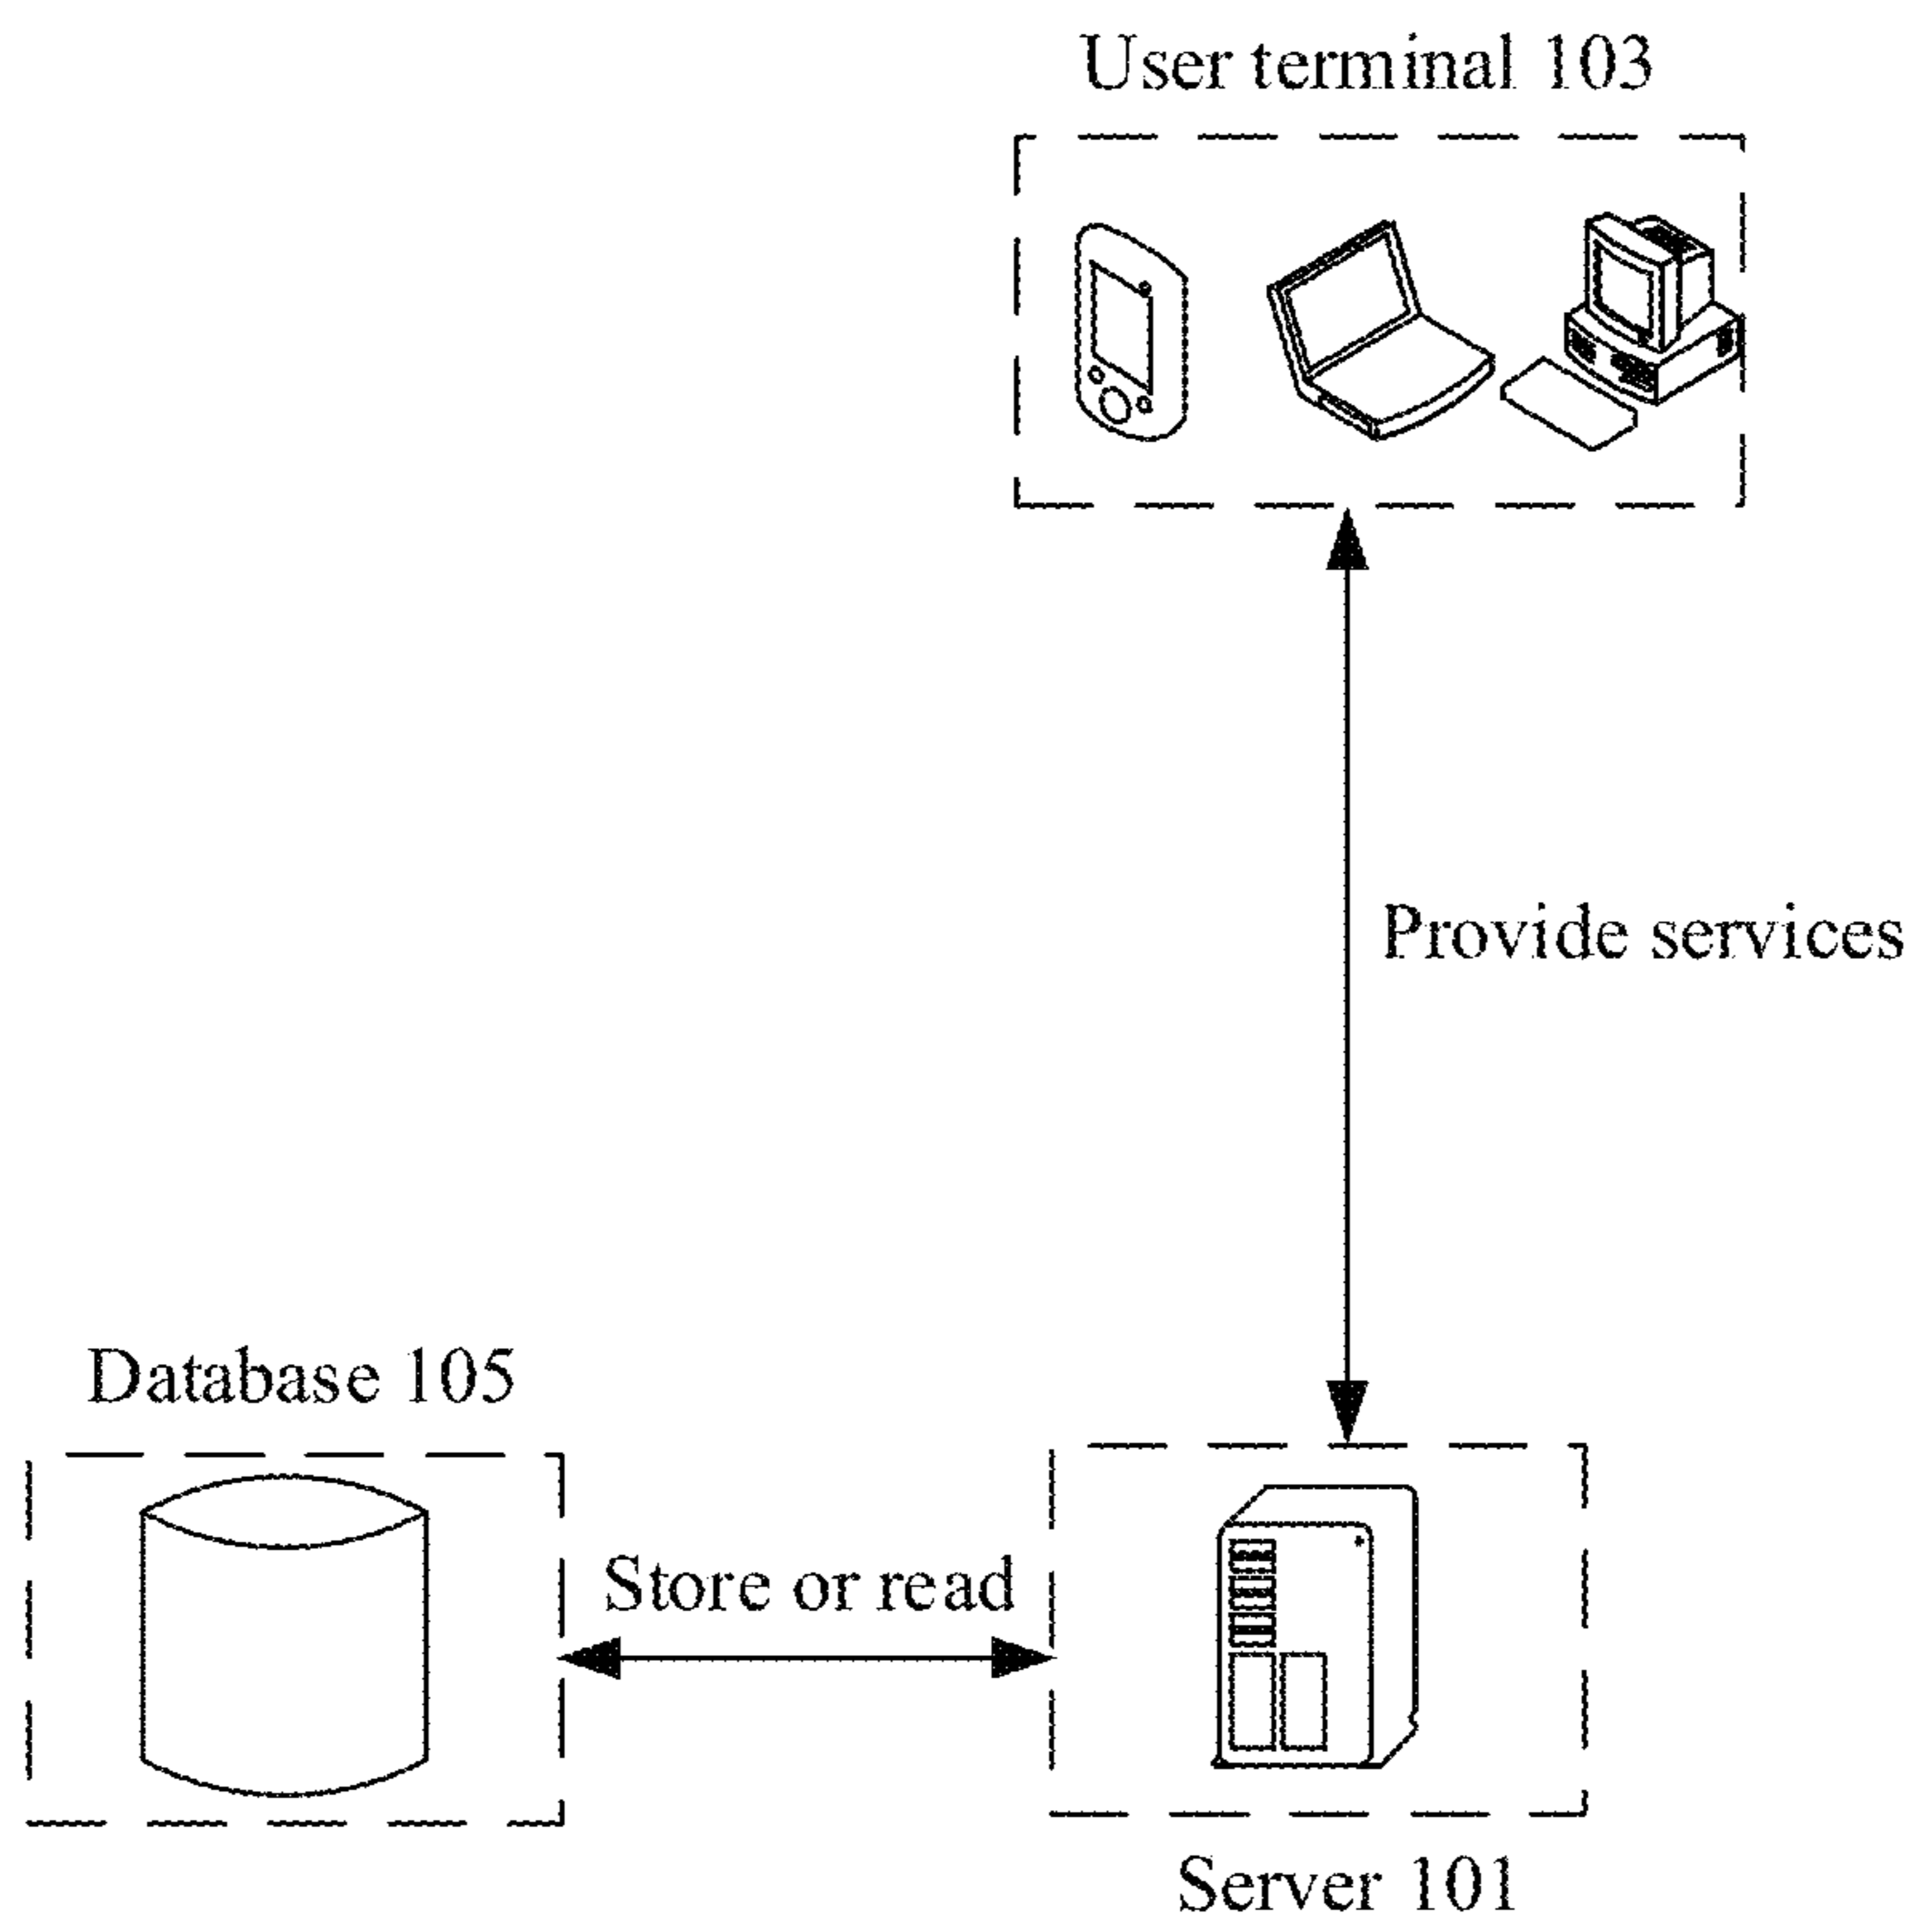 User terminal 103
Provide services
Database 105
Store or read
Server 101